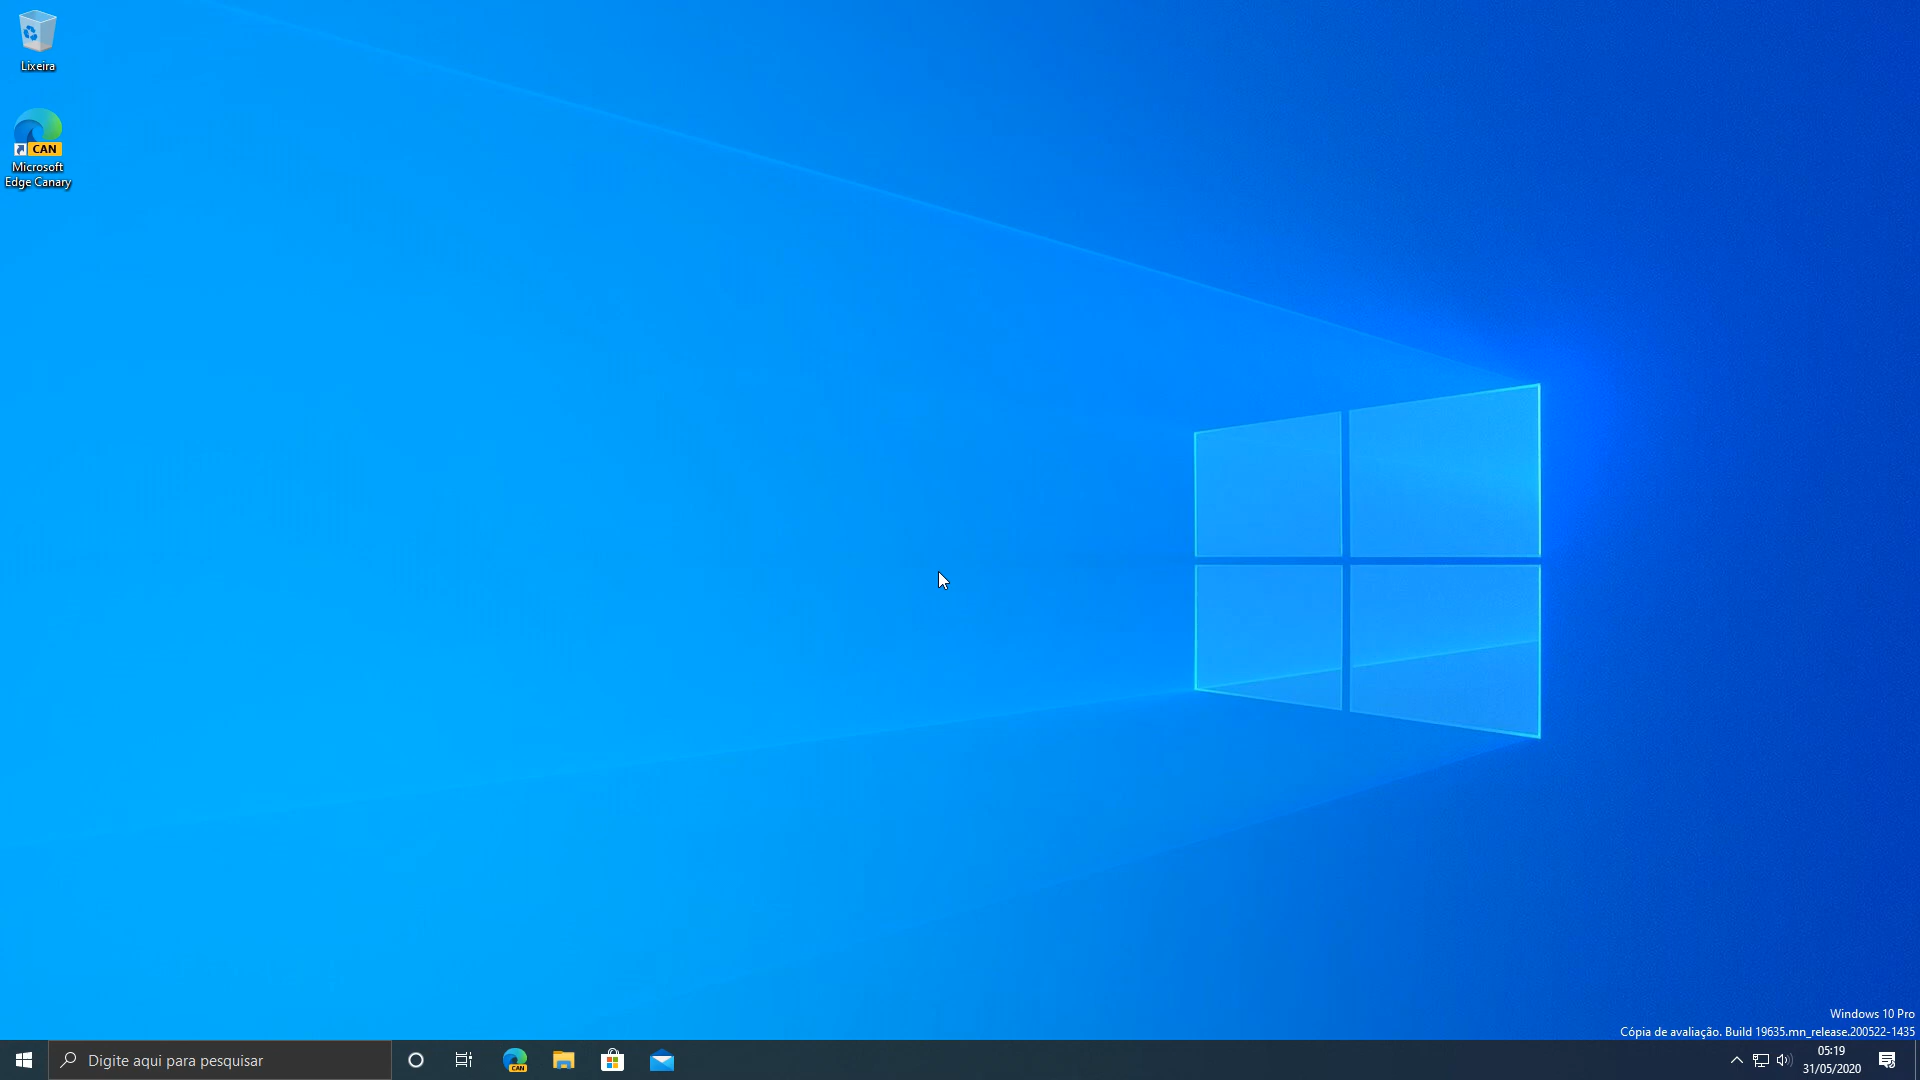 Lixeira
CAN
Microsoft
Edge Canary
Windows 10 Pro
Cópia de avaliação. Build 19635.mn_release.200522-1435
Digite aqui para pesquisar
CAN
05:19
31/05/2020